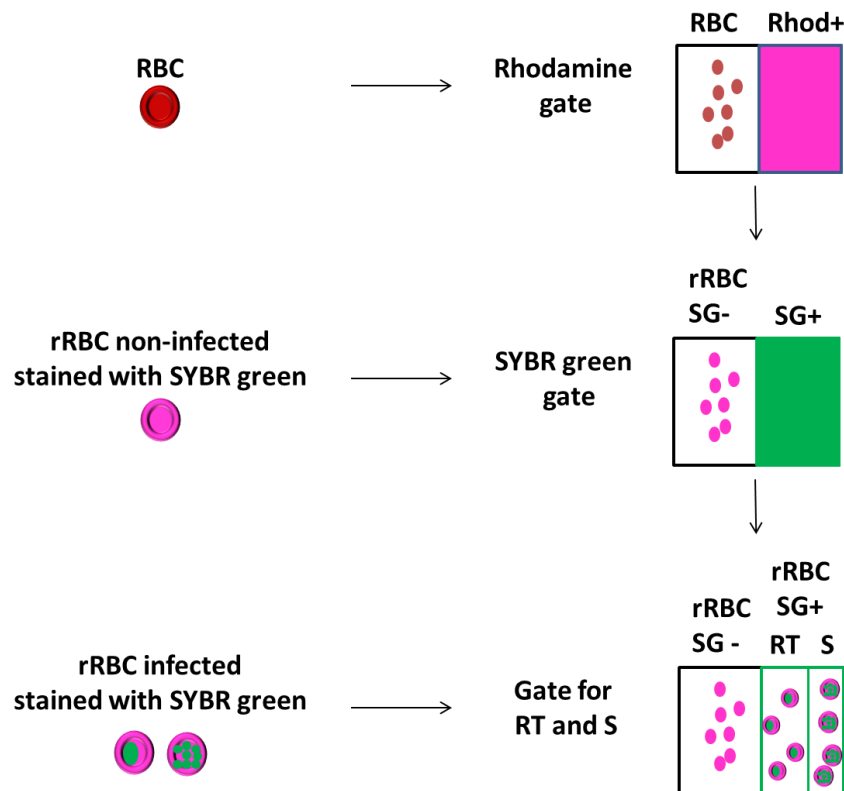 RBC
Rhodamine
gate
RBC Rhod+
rRBC non-infected
stained with SYBR green
SYBR green
gate
rRBC
SG- SG+
rRBC infected
stained with SYBR green
Gate for
RT and S
rRBC
SG -
rRBC
SG+
RT S